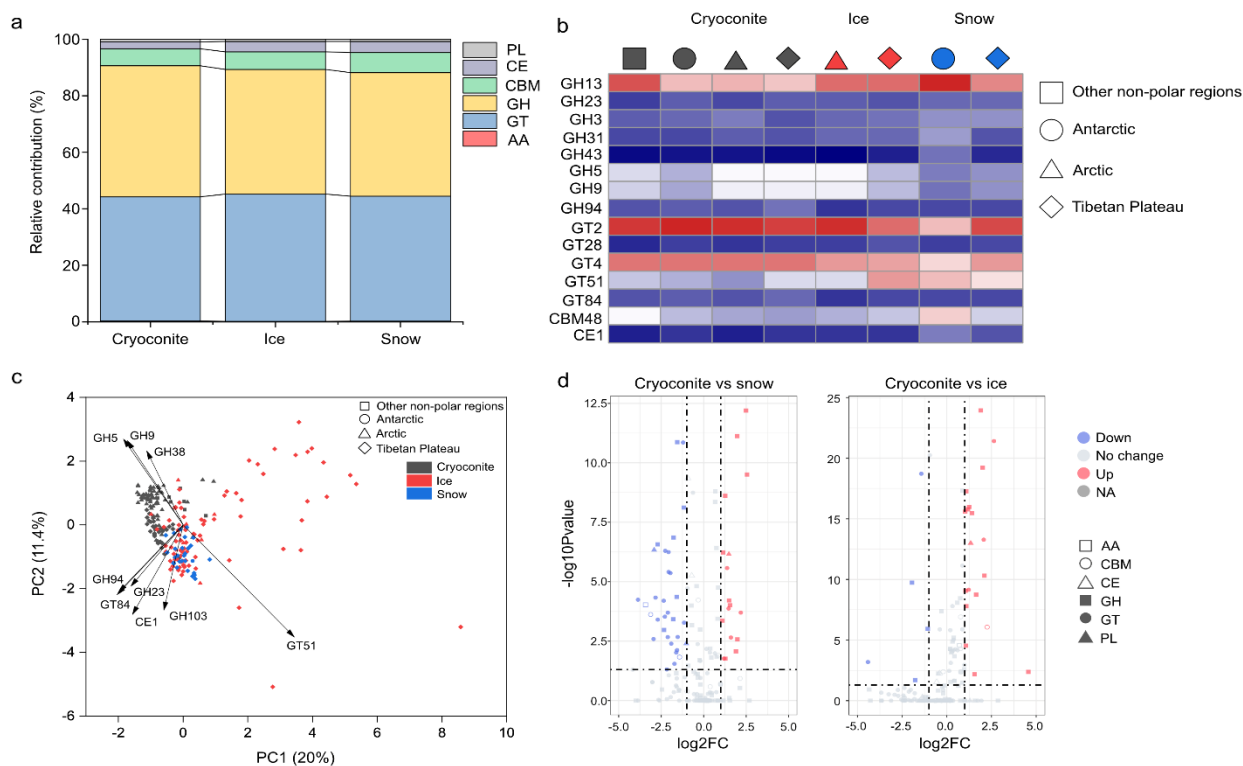 a
Relative contribution (%)
100
80
60
40
20
0
Cryoconite Ice Snow
PL
CE
CBM
GH
GT
AA
b
Cryoconite Ice Snow
GH13
GH23
GH3
GH31
GH43
GH5
GH9
GH94
GT2
GT28
GT4
GT51
GT84
CBM48
CE1
Other non-polar regions
Antarctic
Arctic
Tibetan Plateau
c
PC2 (11.4%)
4
2
0
-2
-4
-6
-2 0 2 4 6 8 10
PC1 (20%)
GH5
GH9
GH38
GH94
GT84
GH23
CE1
GH103
GT51
Other non-polar regions
Antarctic
Arctic
Tibetan Plateau
Cryoconite
Ice
Snow
d
Cryoconite vs snow
-log10Pvalue
12.5
10.0
7.5
5.0
2.5
0.0
-5.0 -2.5 0.0 2.5 5.0
log2FC
Cryoconite vs ice
25
20
15
10
5
0
-5.0 -2.5 0.0 2.5 5.0
log2FC
Down
No change
Up
NA
AA
CBM
CE
GH
GT
PL